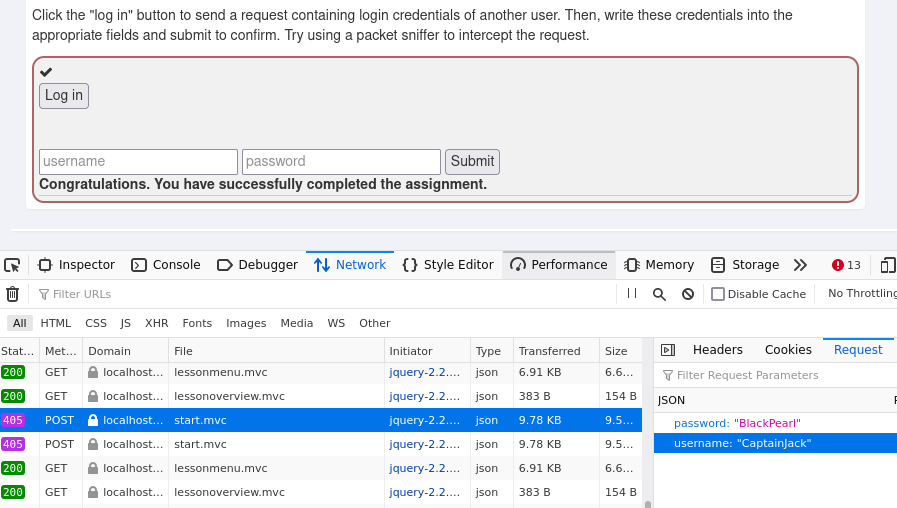 Click the "log in" button to send a request containing login credentials of another user. Then, write these credentials into the
appropriate fields and submit to confirm. Try using a packet sniffer to intercept the request.
✔
Log in
username password Submit
Congratulations. You have successfully completed the assignment.
Inspector Console Debugger Network Style Editor Performance Memory Storage 13
Filter URLs Disable Cache No Throttling
All HTML CSS JS XHR Fonts Images Media WS Other
Stat... Met... Domain File Initiator Type Transferred Size Headers Cookies Request
200 GET localhost... lessonmenu.mvc jquery-2.2.... json 6.91 KB 6.6... Filter Request Parameters
200 GET localhost... lessonoverview.mvc jquery-2.2.... json 383 B 154 B JSON
405 POST localhost... start.mvc jquery-2.2.... json 9.78 KB 9.5... password: "BlackPearl"
405 POST localhost... start.mvc jquery-2.2.... json 9.78 KB 9.5... username: "CaptainJack"
200 GET localhost... lessonmenu.mvc jquery-2.2.... json 6.91 KB 6.6...
200 GET localhost... lessonoverview.mvc jquery-2.2.... json 383 B 154 B